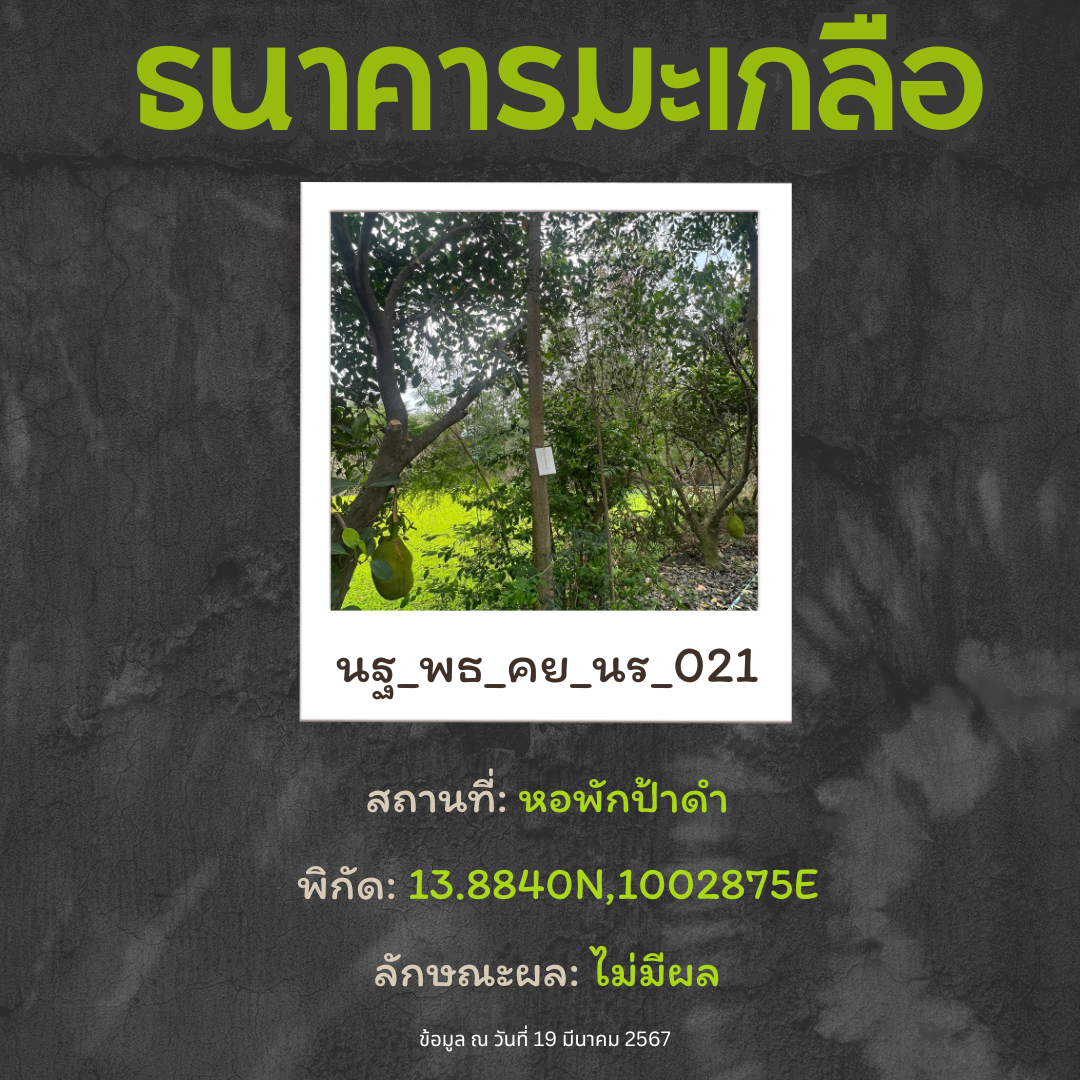 ธนาคารมะเกลือ
นฐ_พธ_คย_นร_021
สถานที่: หอพักป้าดำ
พิกัด: 13.8840N,1002875E
ลักษณะผล: ไม่มีผล
ข้อมูล ณ วันที่ 19 มีนาคม 2567